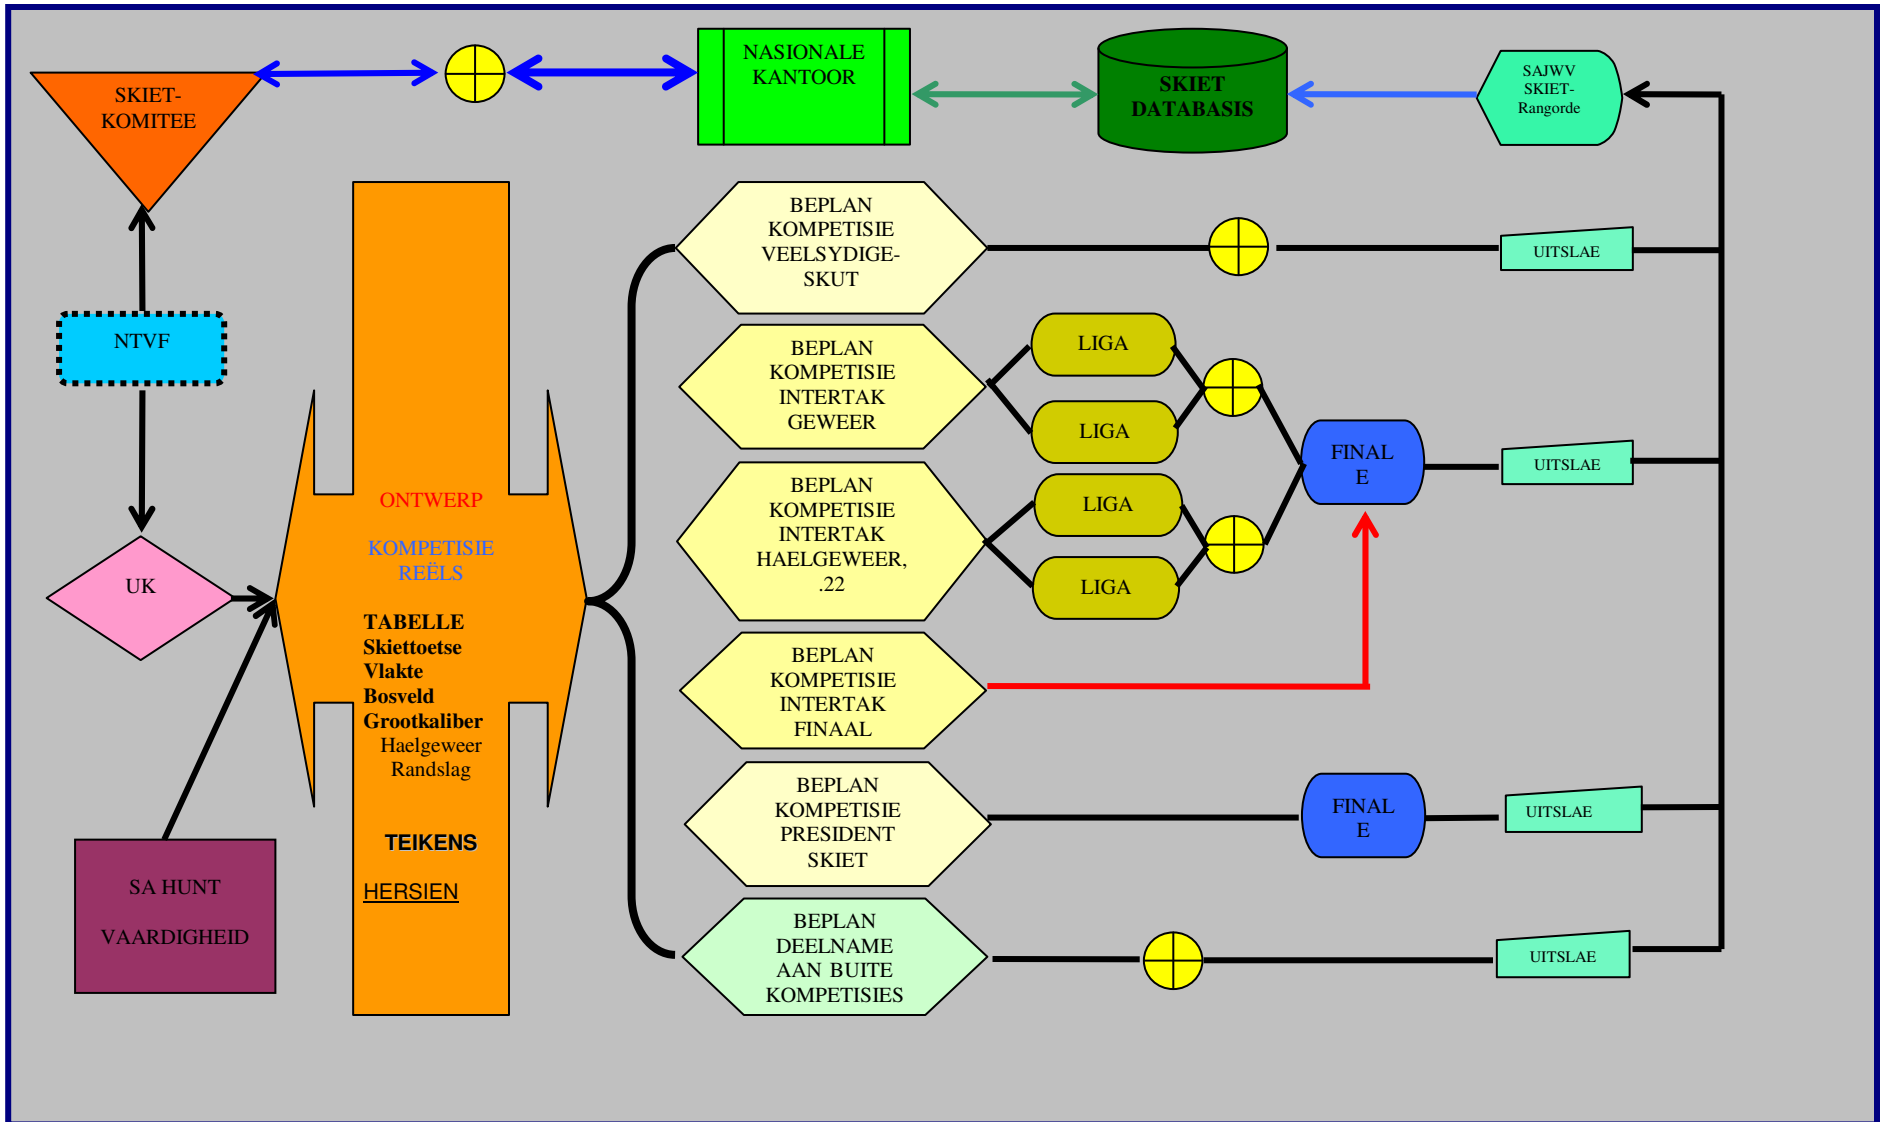 SKIET-
KOMITEE
NASIONALE
KANTOOR
SKIET
DATABASIS
SAJWV
SKIET-
Rangorde
NTVF
UK
SA HUNT
VAARDIGHEID
ONTWERP
KOMPETISIE
REËLS
TABELLE
Skiettoetse
Vlakte
Bosveld
Grootkaliber
Haelgeweer
Randslag
TEIKENS
HERSIEN
BEPLAN
KOMPETISIE
VEELSYDIGE-
SKUT
UITSLAE
BEPLAN
KOMPETISIE
INTERTAK
GEWEER
LIGA
LIGA
BEPLAN
KOMPETISIE
INTERTAK
HAELGEWEER,
.22
LIGA
LIGA
FINAL
E
UITSLAE
BEPLAN
KOMPETISIE
INTERTAK
FINAAL
BEPLAN
KOMPETISIE
PRESIDENT
SKIET
FINAL
E
UITSLAE
BEPLAN
DEELNAME
AAN BUITE
KOMPETISIES
UITSLAE